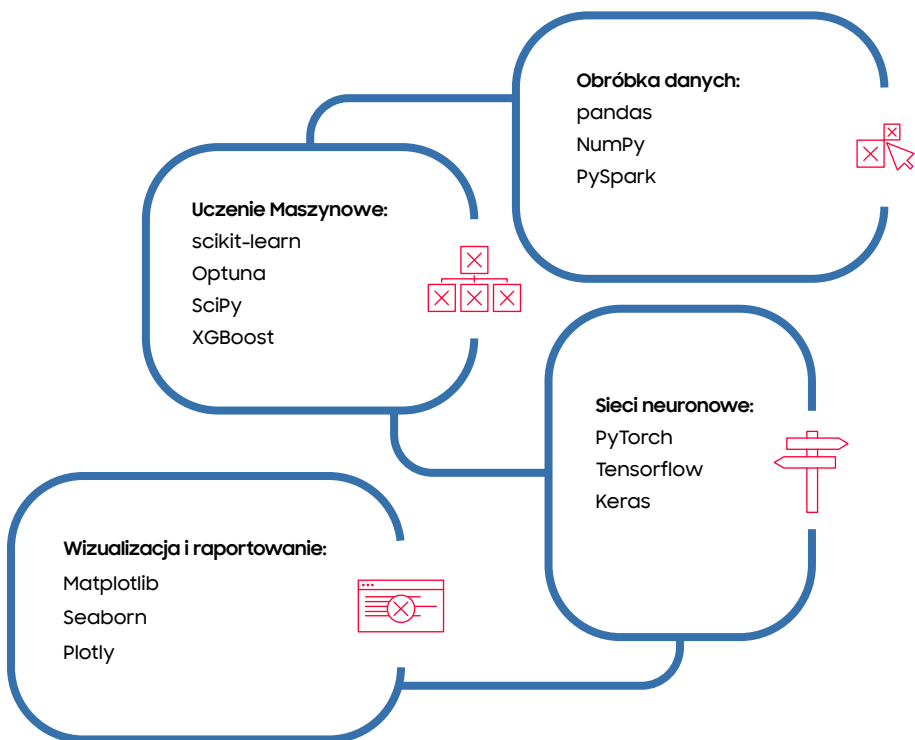 Obróbka danych:
pandas
NumPy
PySpark
Uczenie Maszynowe:
scikit-learn
Optuna
SciPy
XGBoost
Sieci neuronowe:
PyTorch
Tensorflow
Keras
Wizualizacja i raportowanie:
Matplotlib
Seaborn
Plotly